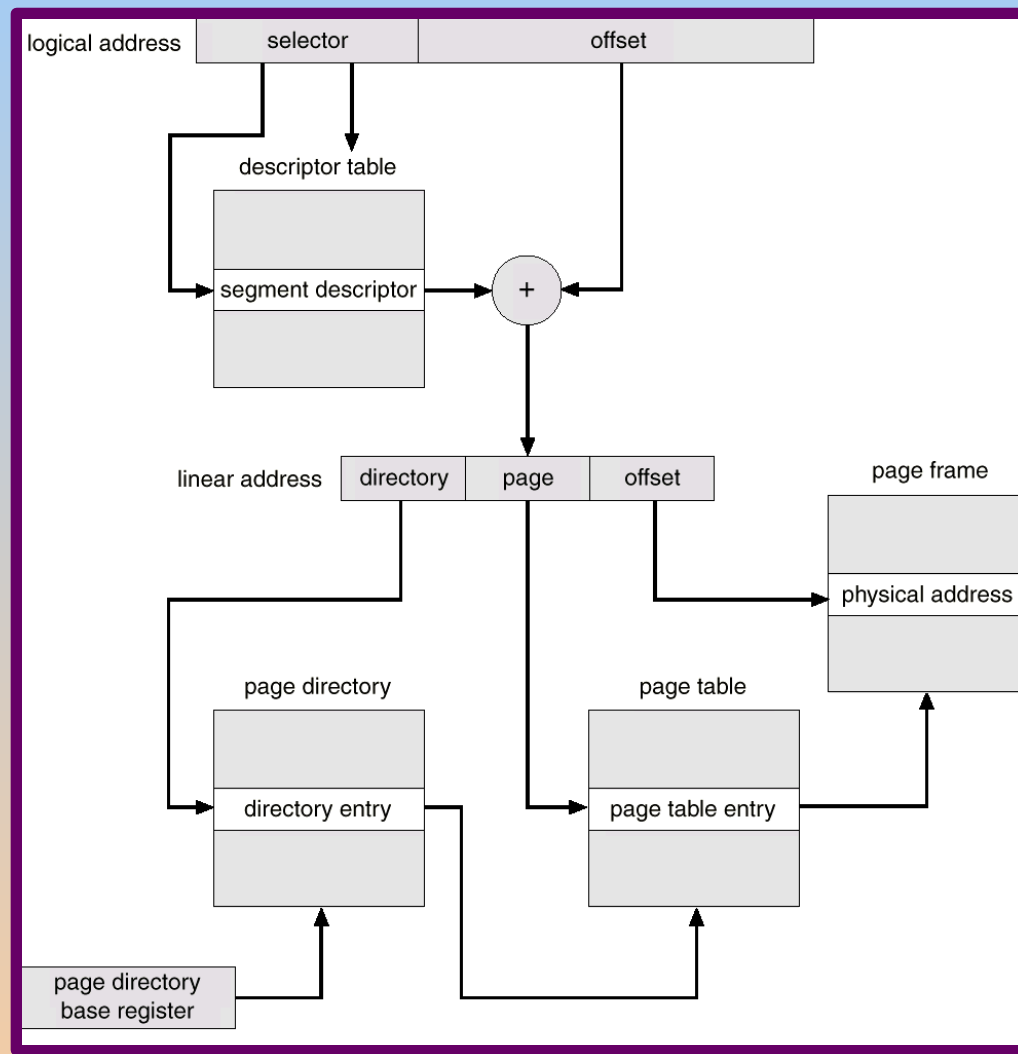 logical address
selector
offset
descriptor table
segment descriptor
+
linear address
directory
page
offset
page frame
physical address
page directory
page table
directory entry
page table entry
page directory
base register